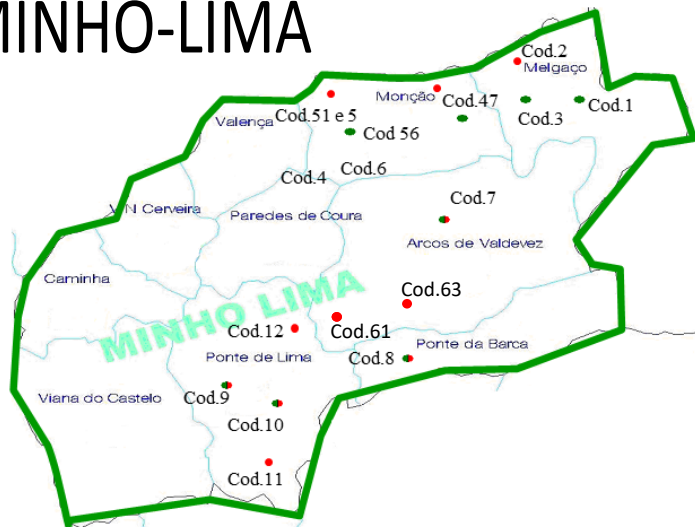 MINHO-LIMA
Cod.2
Melgaço
Monção
Cod.47
Cod.1
Cod.3
Cod.51 e 5
Valença
Cod 56
Cod.6
Cod.4
Cod.7
V N Cerveira
Paredes de Coura
Arcos de Valdevez
Caminha
MINHO LIMA
Cod.63
Cod.61
Cod.12
Ponte da Barca
Ponte de Lima
Cod.8
Viana do Castelo
Cod.9
Cod.10
Cod.11